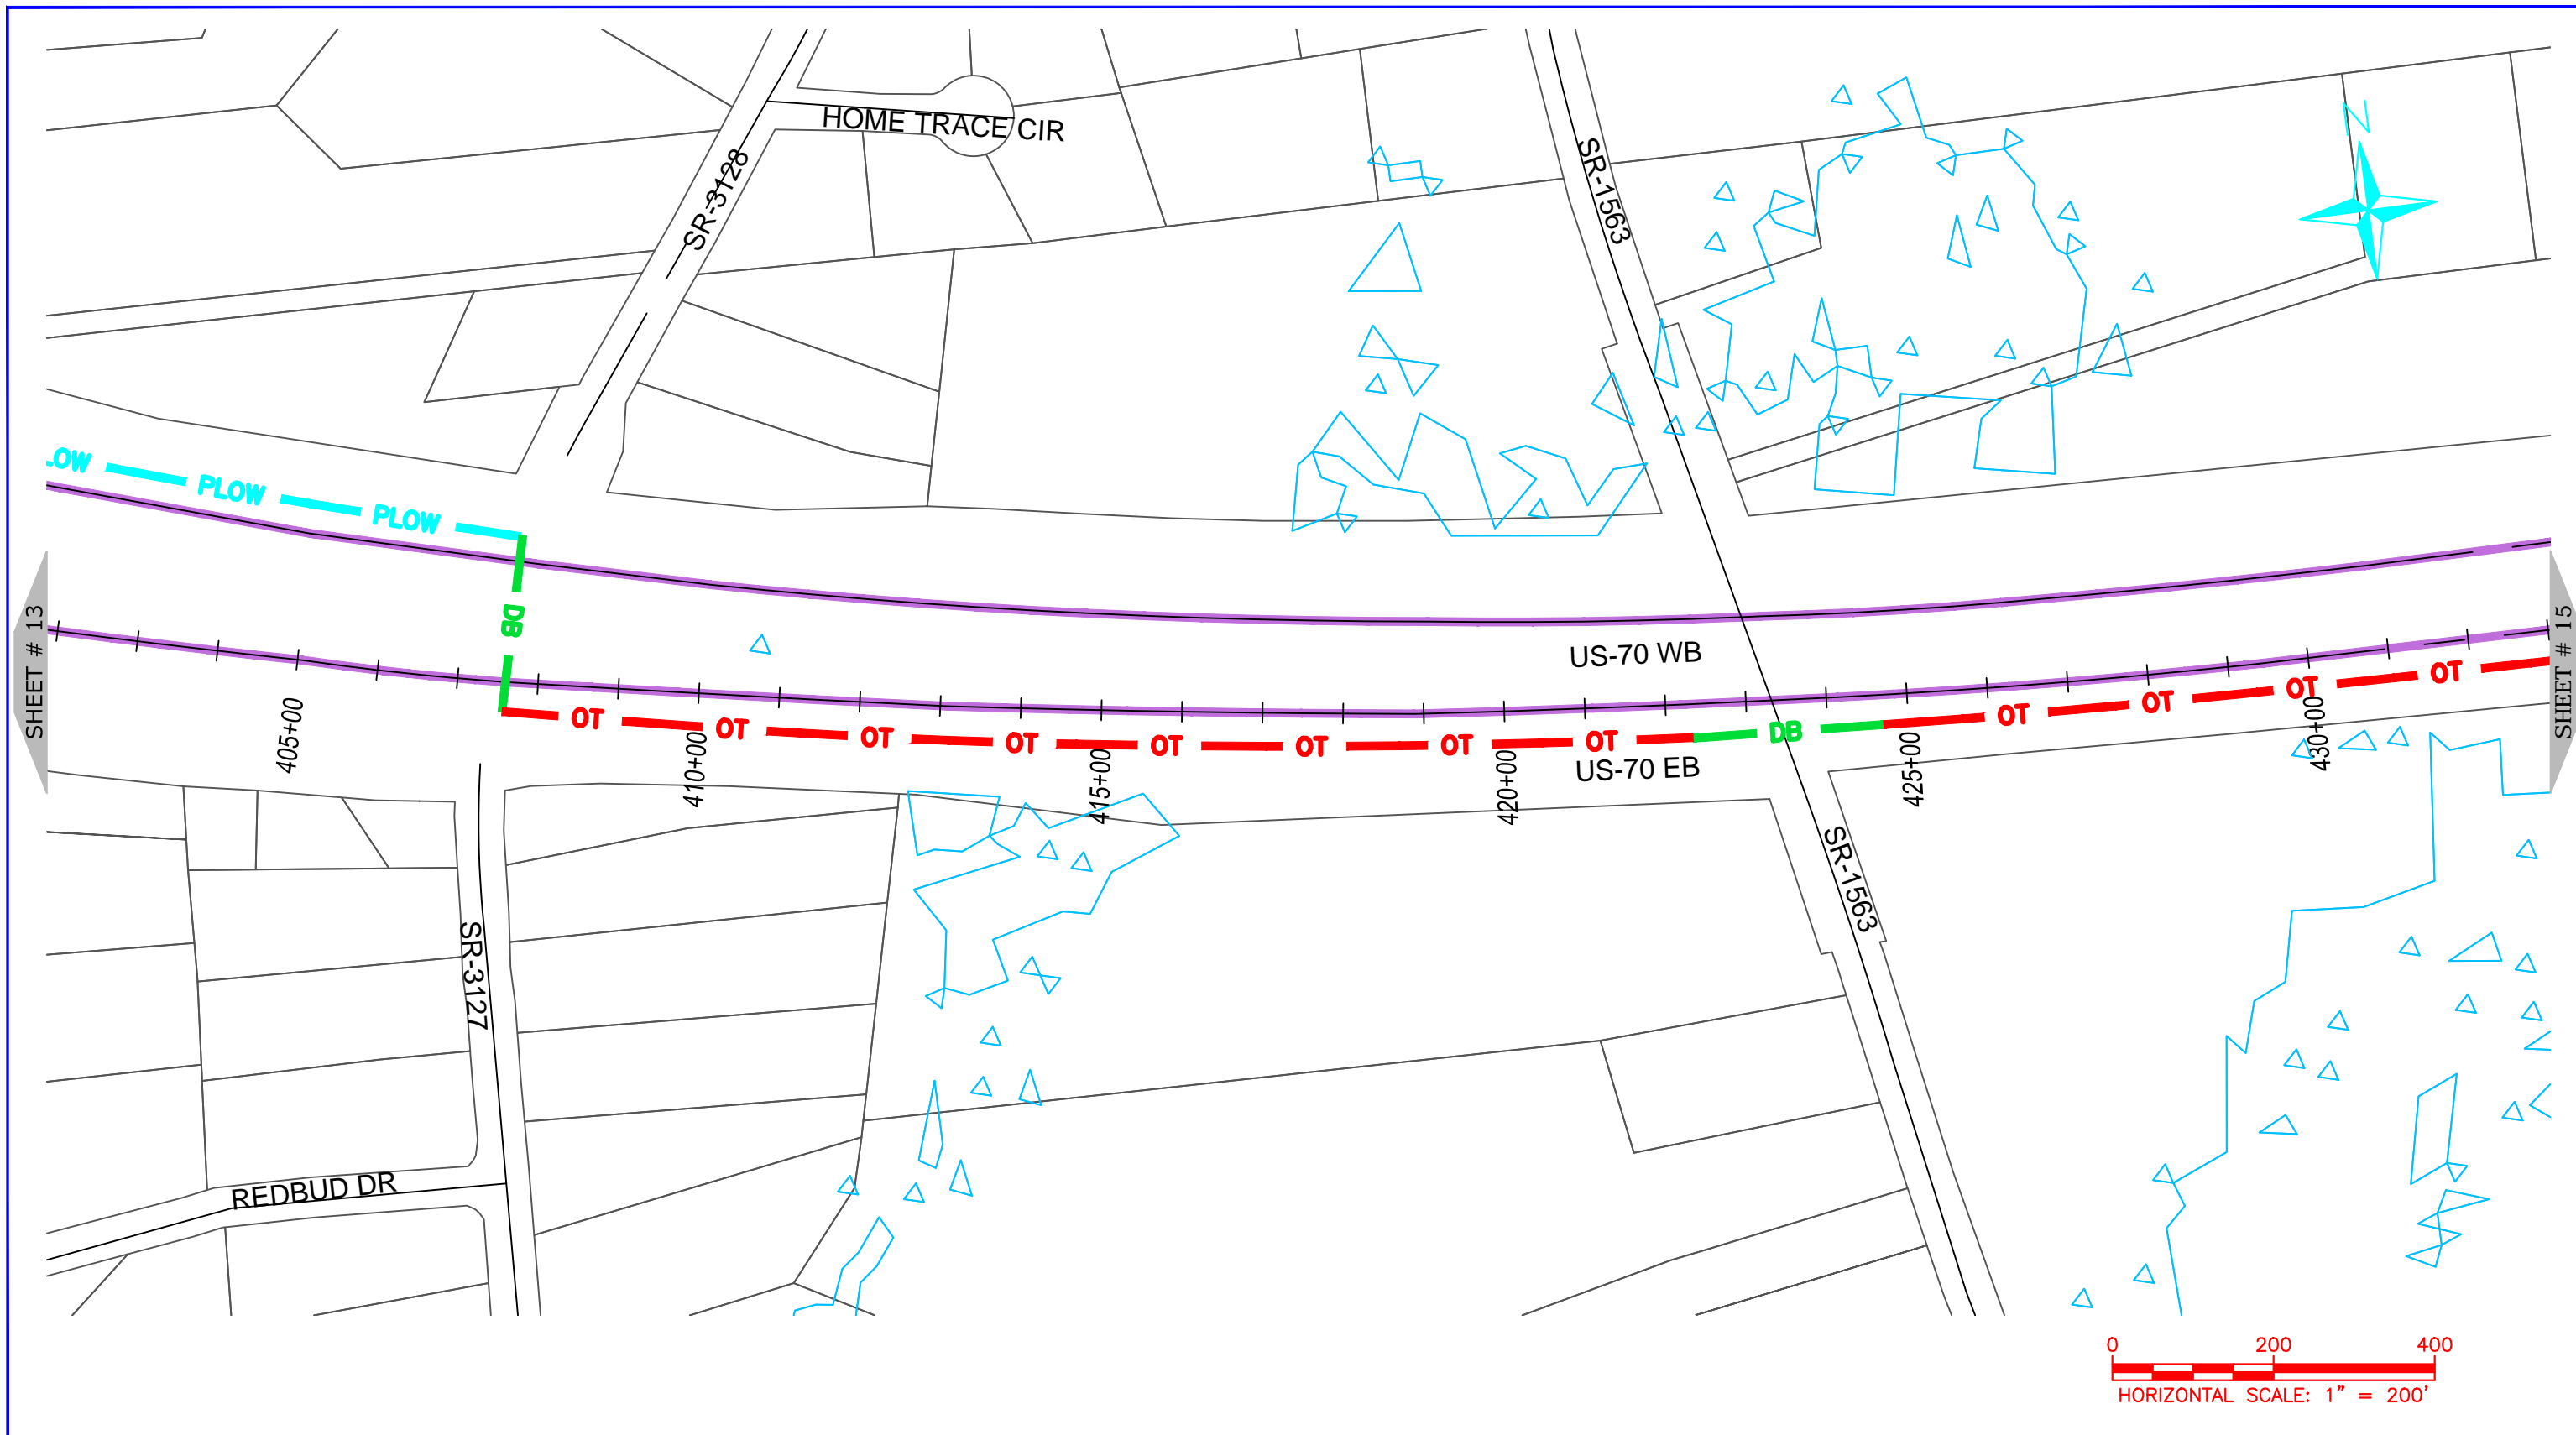 HOME TRACE CIR
SR-3128
SR-1563
N
LOW
PLOW
PLOW
DB
SHEET # 13
SHEET # 15
US-70 WB
OT
OT
OT
OT
OT
OT
OT
OT
DB
OT
OT
OT
OT
US-70 EB
405+00
410+00
415+00
420+00
425+00
430+00
SR-1563
SR-3127
REDBUD DR
0 200 400
HORIZONTAL SCALE: 1" = 200'